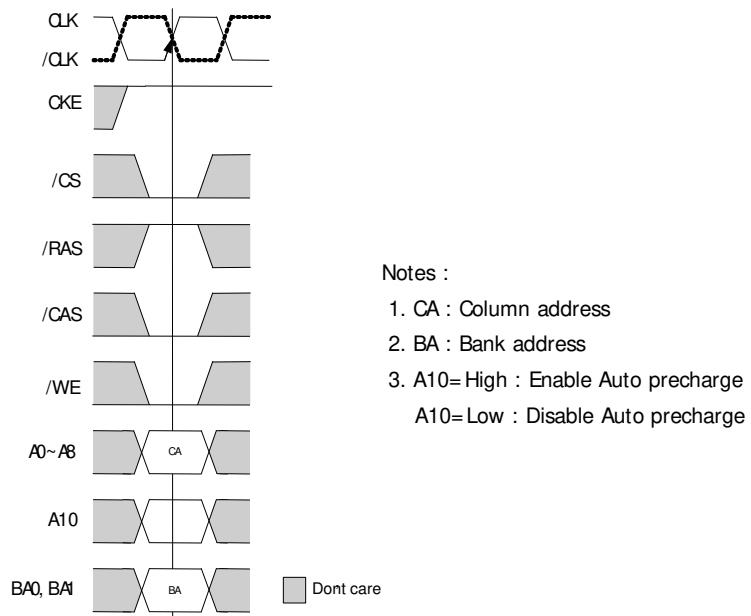 CLK
/CLK
CKE
/CS
/RAS
/CAS
/WE
A0~A8
CA
A10
BA0, BA1
BA
Dont care
Notes :
1. CA : Column address
2. BA : Bank address
3. A10=High : Enable Auto precharge
A10=Low : Disable Auto precharge